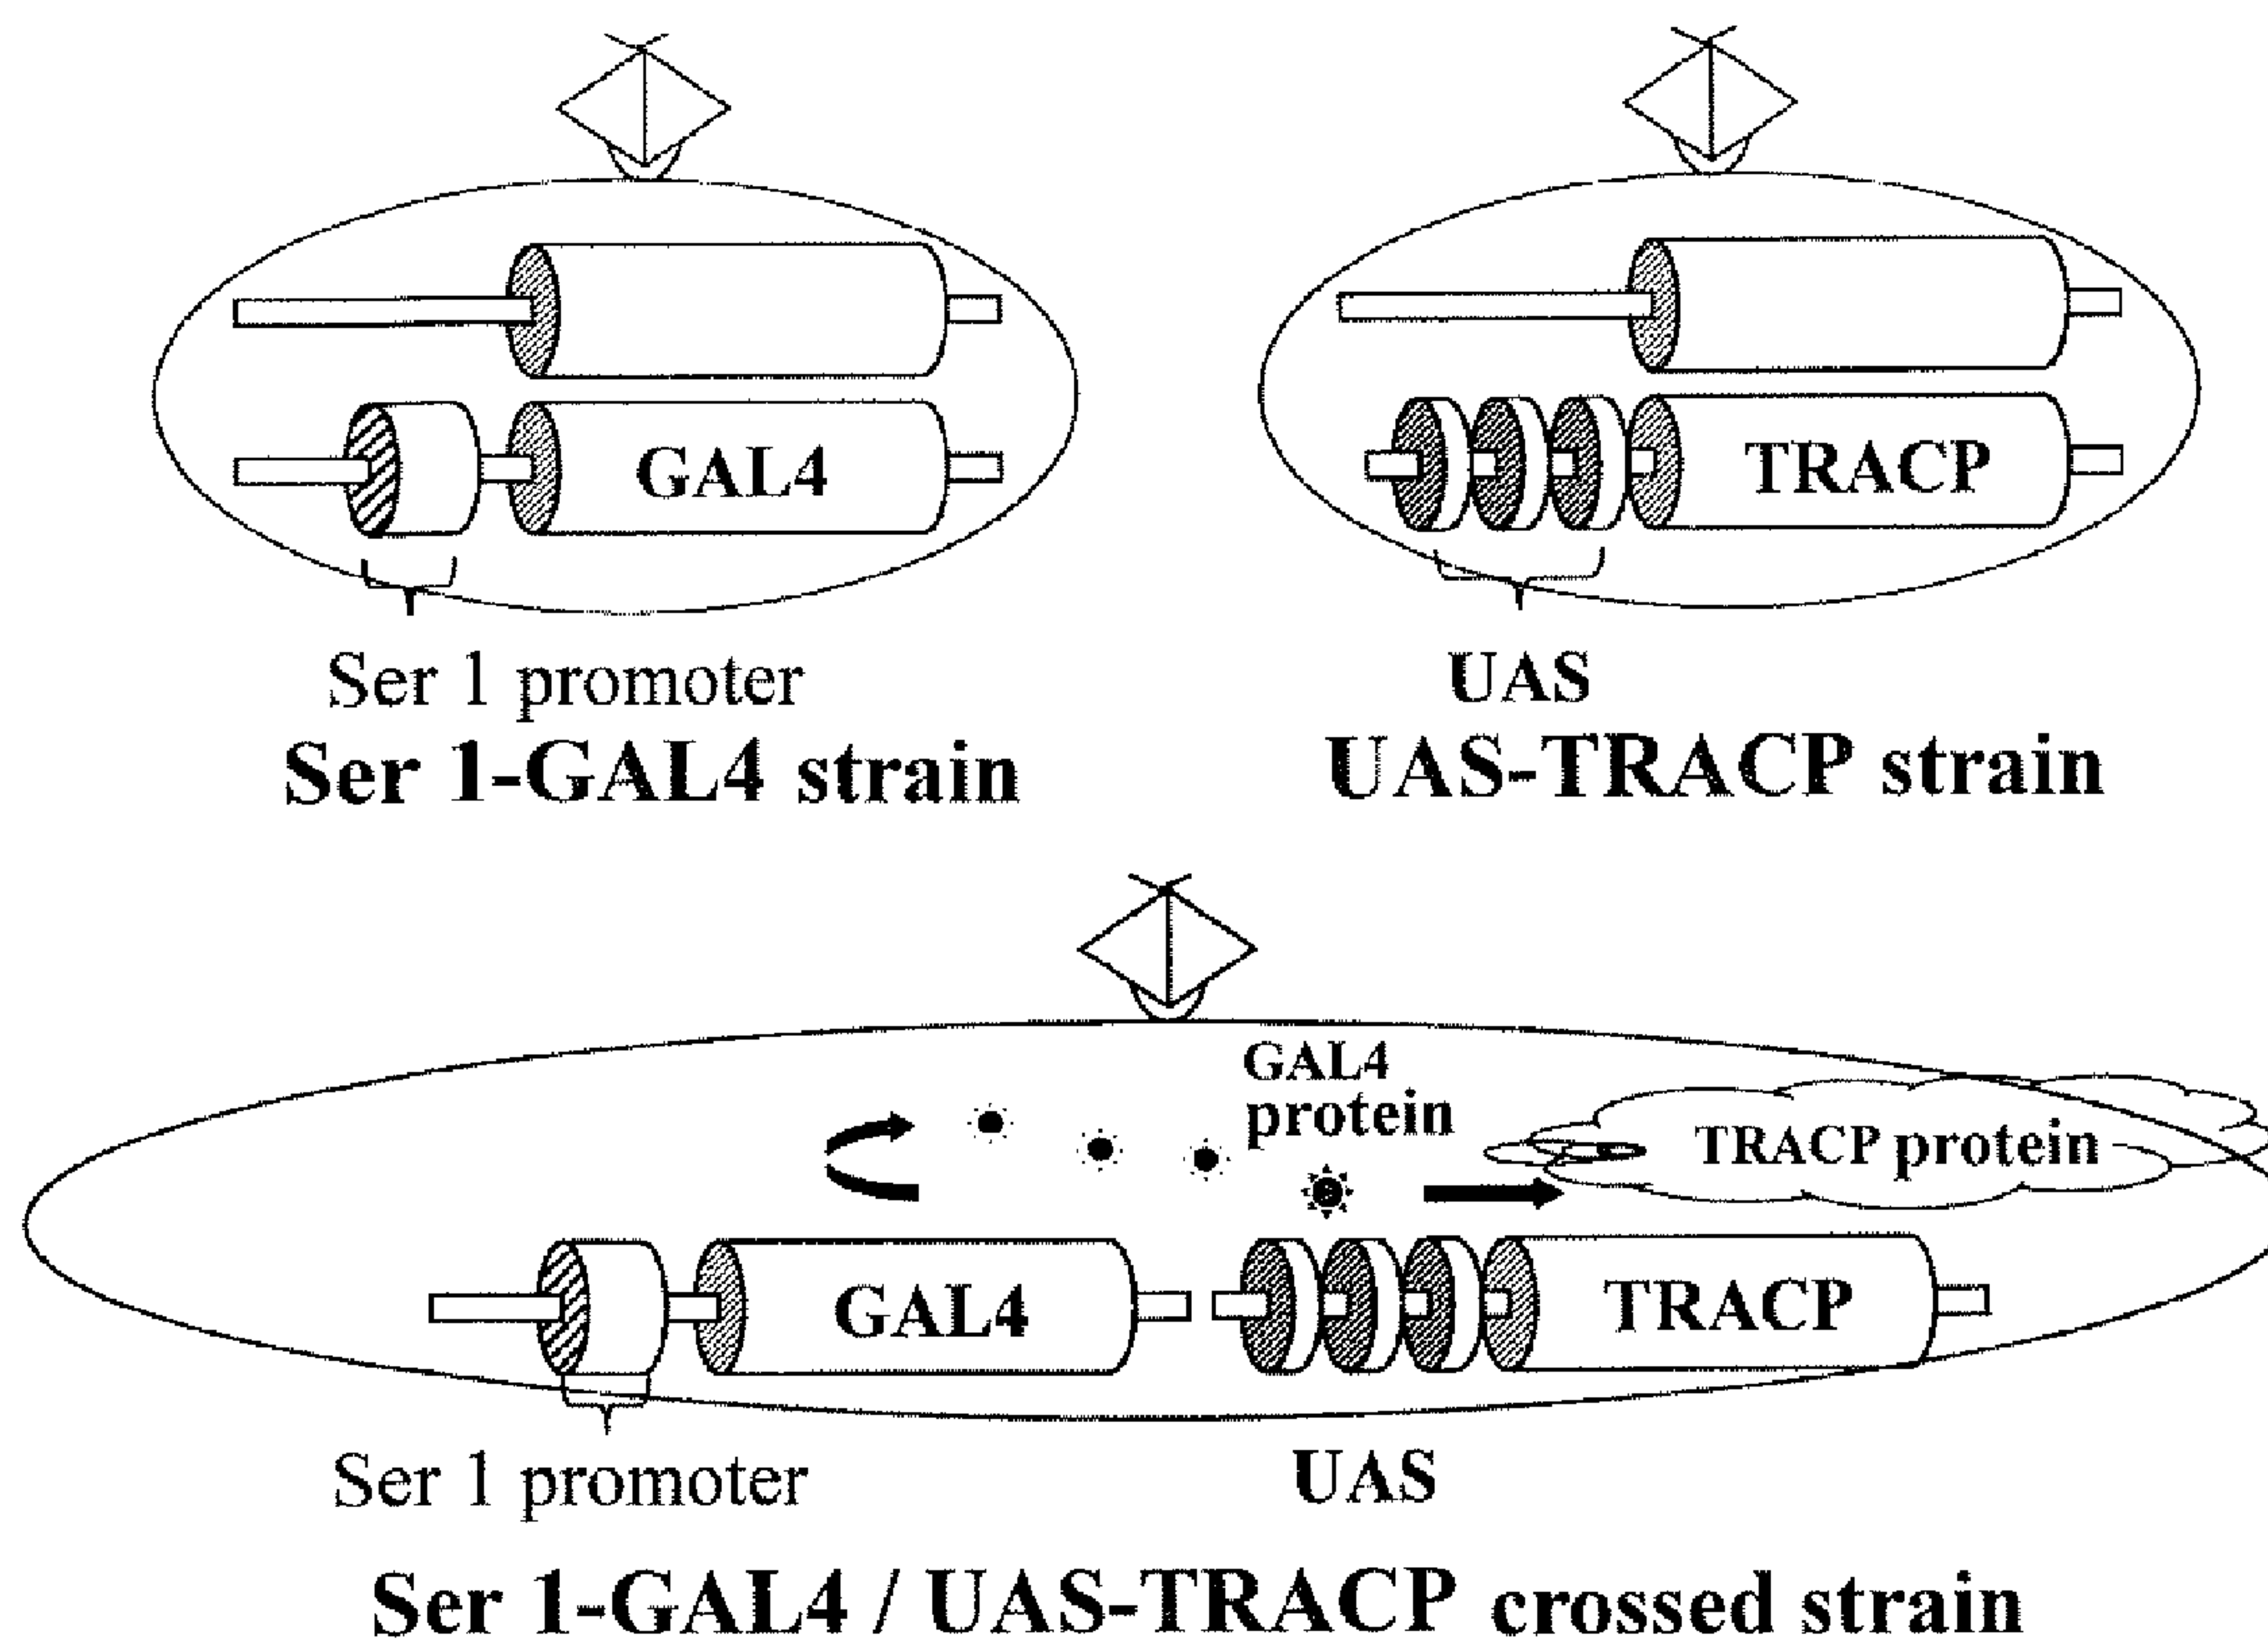 GAL4
Ser 1 promoter
Ser 1-GAL4 strain
TRACP
UAS
UAS-TRACP strain
GAL4
protein
TRACP protein
GAL4
TRACP
Ser 1 promoter
UAS
Ser 1-GAL4 / UAS-TRACP crossed strain